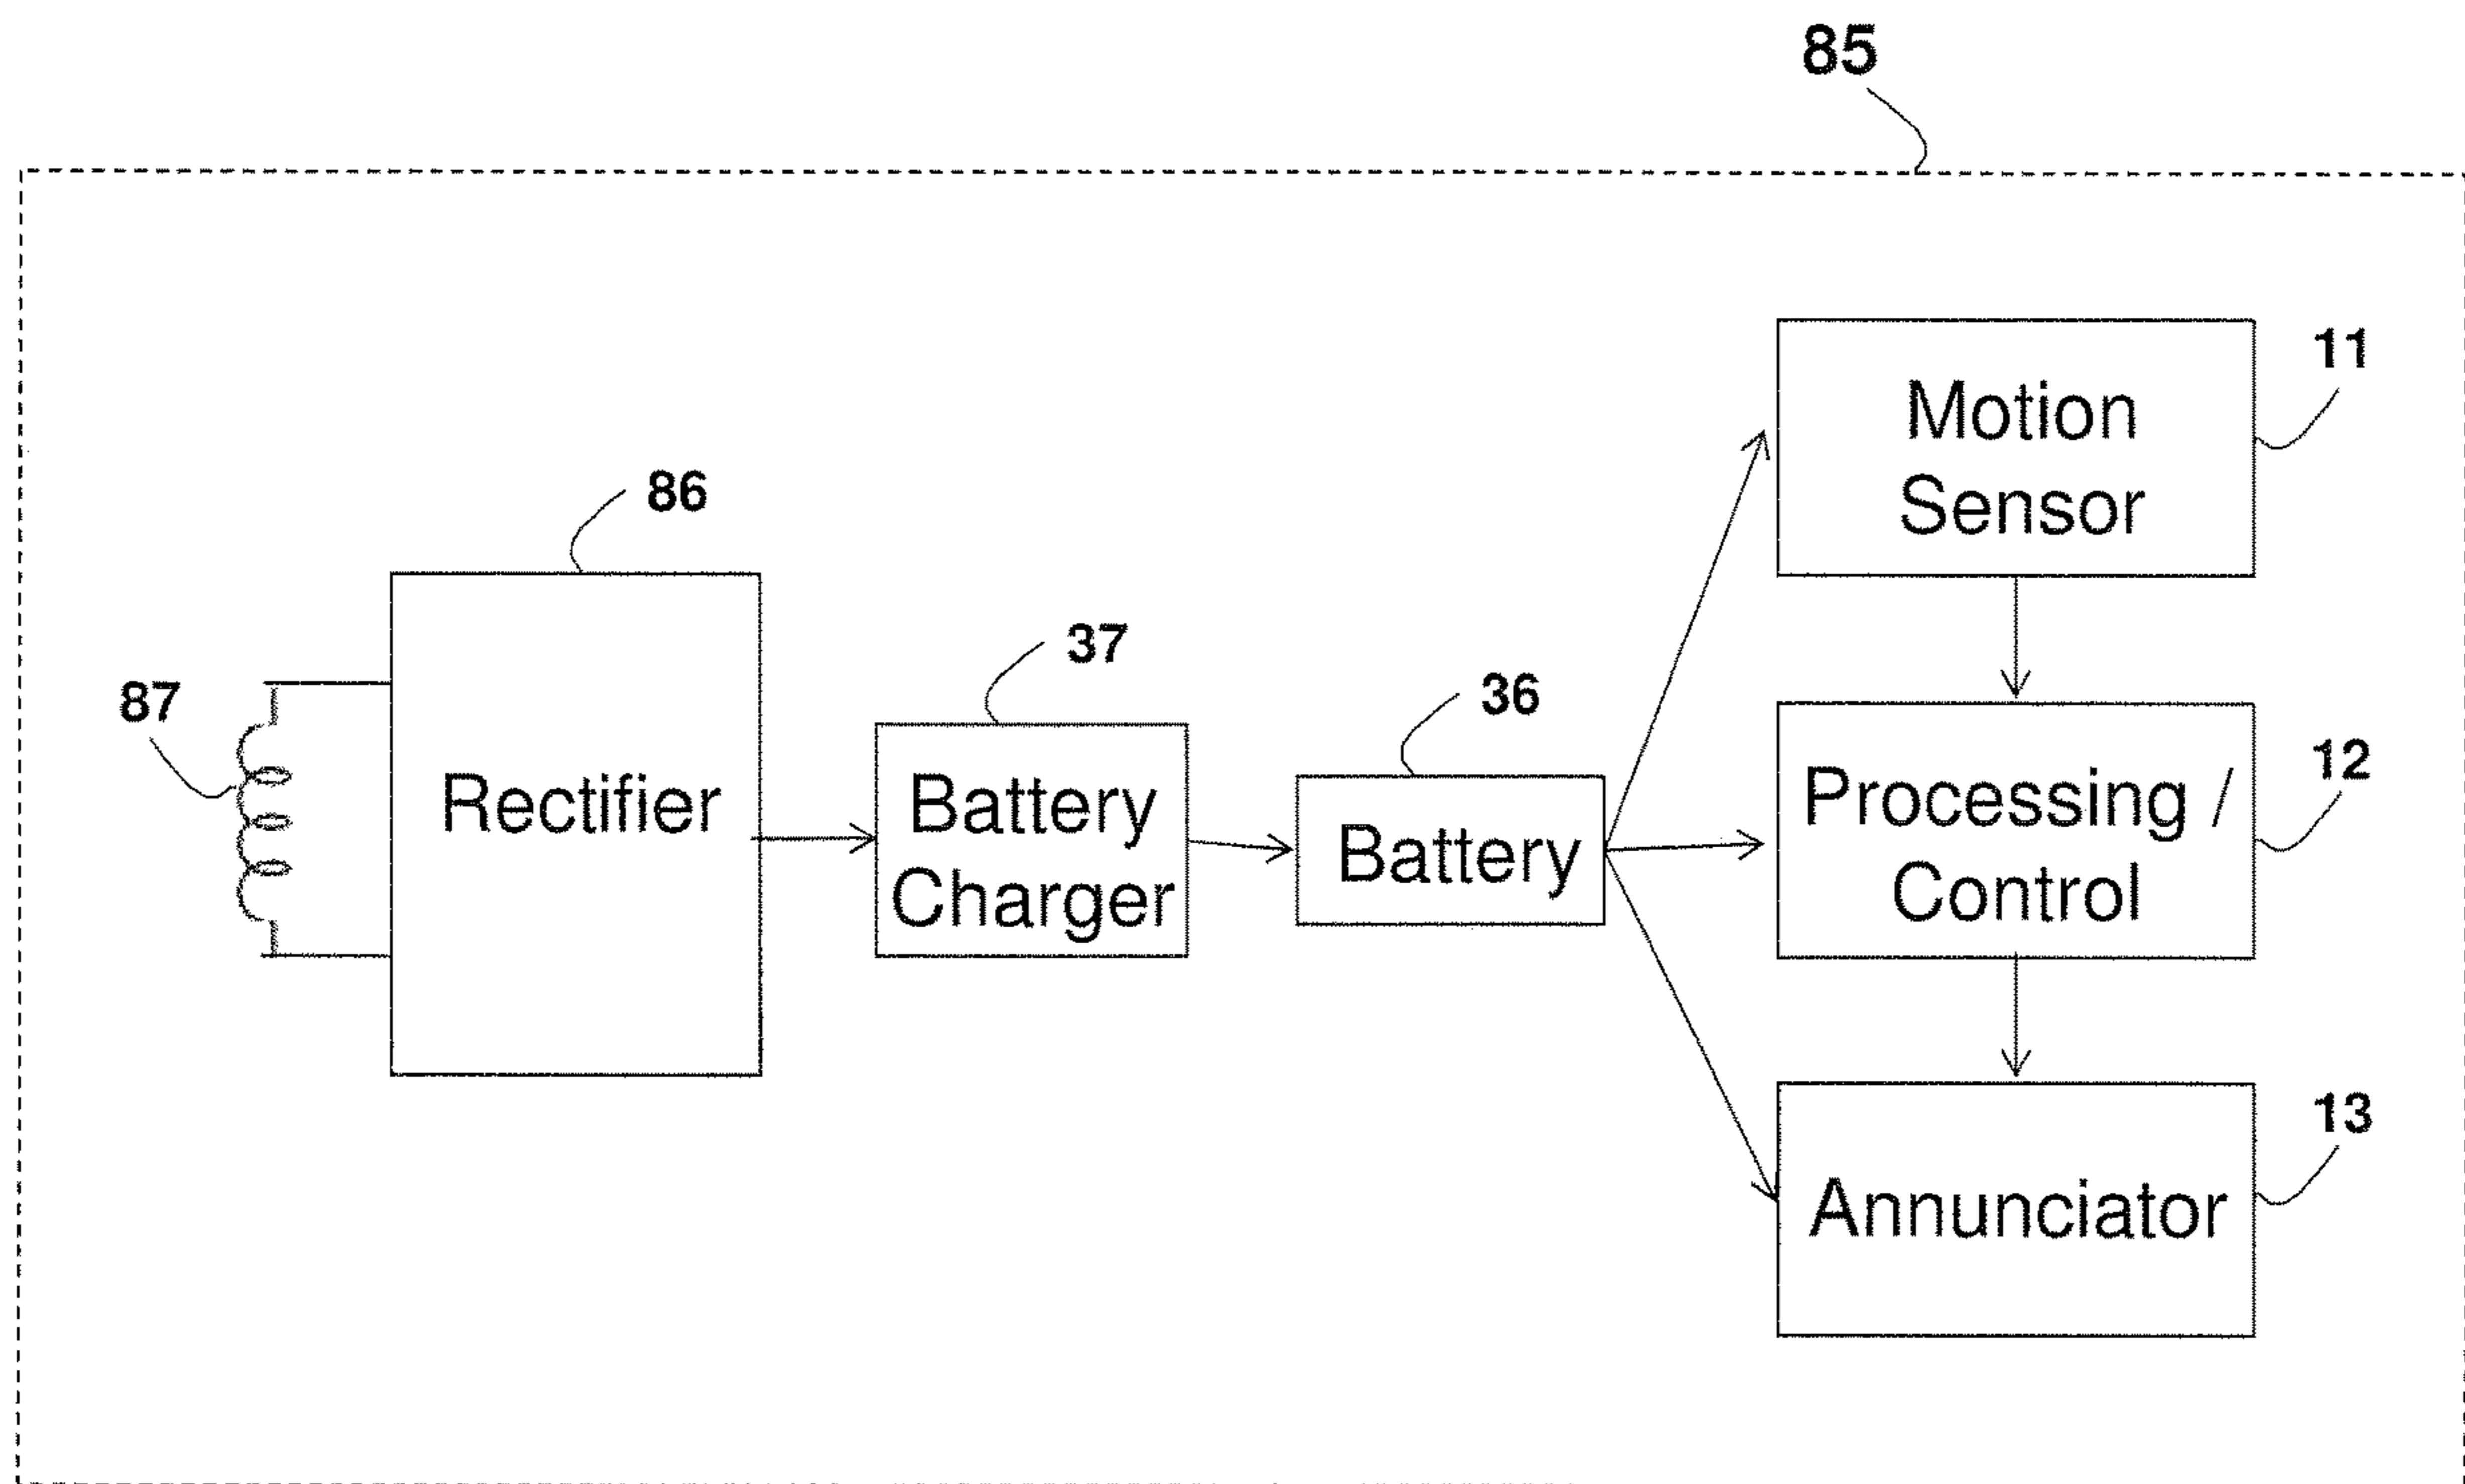 85
Motion
Sensor
11
86
Rectifier
87
37
Battery
Charger
36
Battery
Processing /
Control
12
Annunciator
13